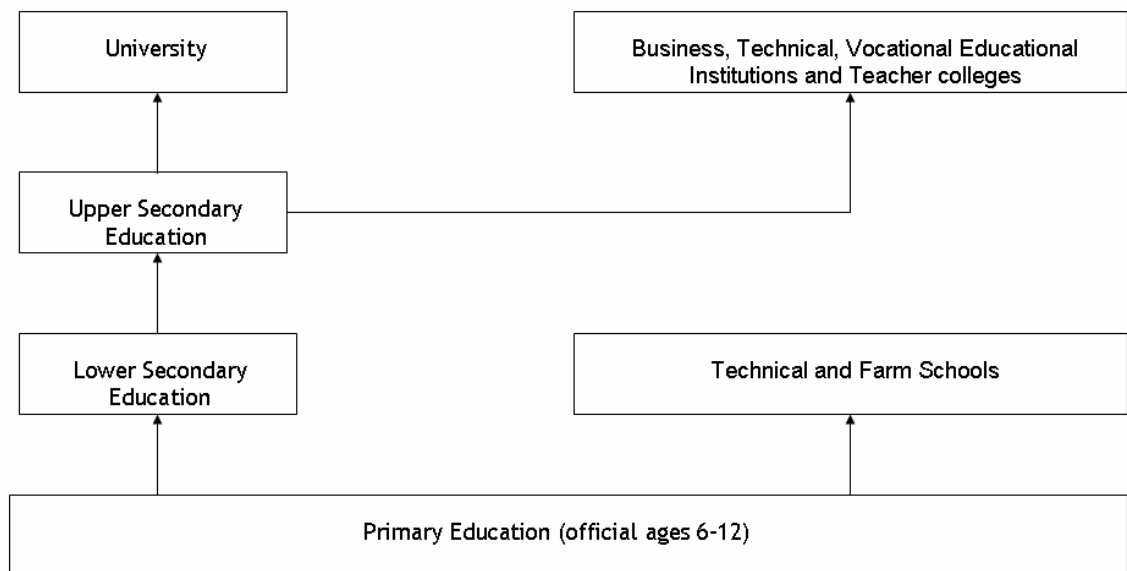 University
Business, Technical, Vocational Educational
Institutions and Teacher colleges
Upper Secondary
Education
Lower Secondary
Education
Technical and Farm Schools
Primary Education (official ages 6-12)